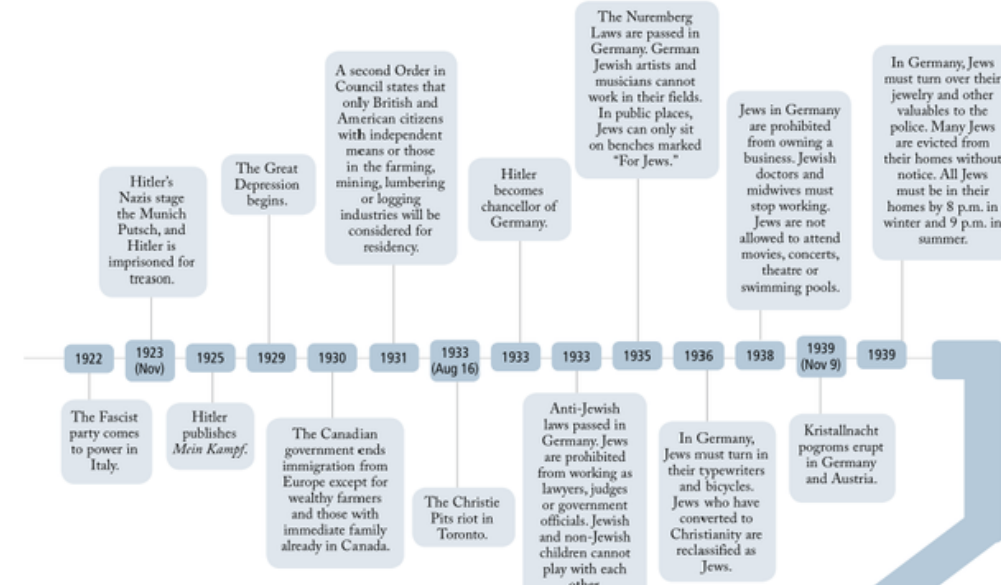 The Nuremberg
Laws are passed in
Germany. German
Jewish artists and
musicians cannot
work in their fields.
In public places,
Jews can only sit
on benches marked
“For Jews.”
In Germany, Jews
must turn over their
jewelry and other
valuables to the
police. Many Jews
are evicted from
their homes without
notice. All Jews
must be in their
homes by 8 p.m. in
winter and 9 p.m. in
summer.
A second Order in
Council states that
only British and
American citizens
with independent
means or those
in the farming,
mining, lumbering
or logging
industries will be
considered for
residency.
Jews in Germany
are prohibited
from owning a
business. Jewish
doctors and
midwives must
stop working.
Jews are not
allowed to attend
movies, concerts,
theatre or
swimming pools.
Hitler’s
Nazis stage
the Munich
Putsch, and
Hitler is
imprisoned for
treason.
The Great
Depression
begins.
Hitler
becomes
chancellor of
Germany.
1922
1923
(Nov)
1925
1929
1930
1931
1933
(Aug 16)
1933
1933
1935
1936
1938
1939
(Nov 9)
1939
The Fascist
party comes
to power in
Italy.
Hitler
publishes
Mein Kampf.
The Canadian
government ends
immigration from
Europe except for
wealthy farmers
and those with
immediate family
already in Canada.
The Christie
Pits riot in
Toronto.
Anti-Jewish
laws passed in
Germany. Jews
are prohibited
from working as
lawyers, judges
or government
officials. Jewish
and non-Jewish
children cannot
play with each
other.
In Germany,
Jews must turn in
their typewriters
and bicycles.
Jews who have
converted to
Christianity are
reclassified as
Jews.
Kristallnacht
pogroms erupt
in Germany
and Austria.